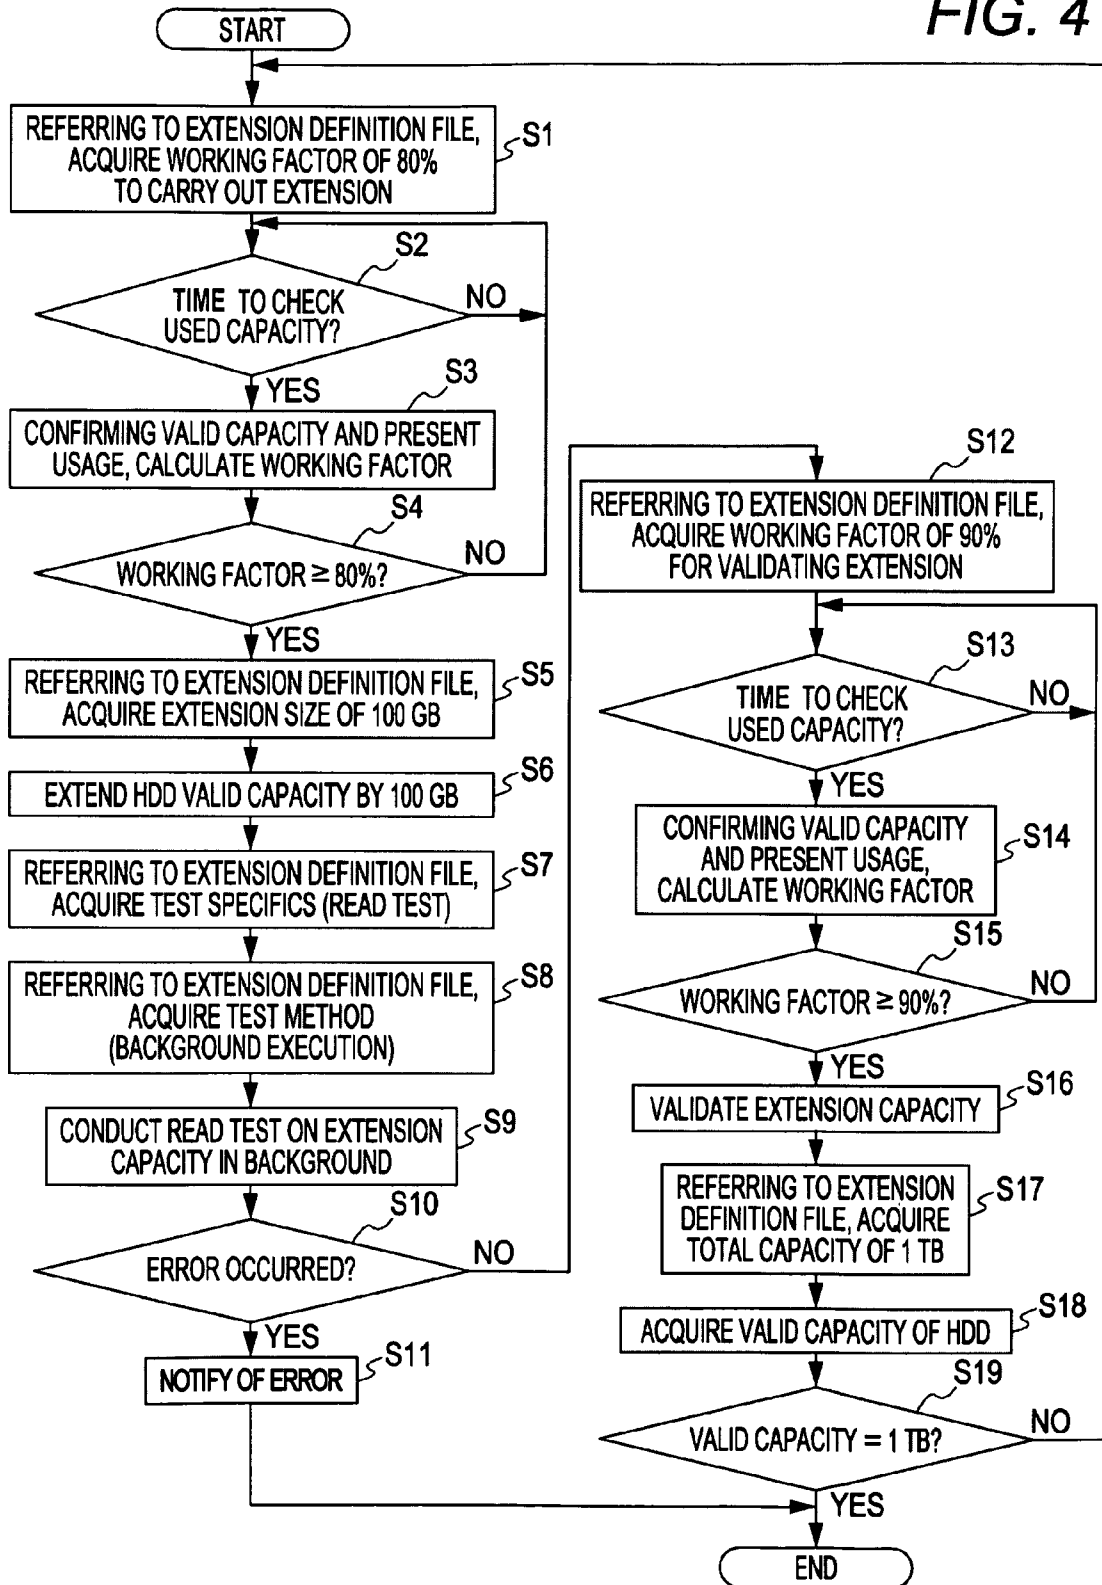 FIG. 4
START
REFERRING TO EXTENSION DEFINITION FILE,
ACQUIRE WORKING FACTOR OF 80%
TO CARRY OUT EXTENSION
S1
S2
TIME TO CHECK
USED CAPACITY?
NO
YES
S3
CONFIRMING VALID CAPACITY AND PRESENT
USAGE, CALCULATE WORKING FACTOR
S4
WORKING FACTOR ≥ 80%?
NO
YES
REFERRING TO EXTENSION DEFINITION FILE,
ACQUIRE EXTENSION SIZE OF 100 GB
S5
EXTEND HDD VALID CAPACITY BY 100 GB
S6
REFERRING TO EXTENSION DEFINITION FILE,
ACQUIRE TEST SPECIFICS (READ TEST)
S7
REFERRING TO EXTENSION DEFINITION FILE,
ACQUIRE TEST METHOD
(BACKGROUND EXECUTION)
S8
CONDUCT READ TEST ON EXTENSION
CAPACITY IN BACKGROUND
S9
S10
ERROR OCCURRED?
NO
YES
NOTIFY OF ERROR
S11
S12
REFERRING TO EXTENSION DEFINITION FILE,
ACQUIRE WORKING FACTOR OF 90%
FOR VALIDATING EXTENSION
S13
TIME TO CHECK
USED CAPACITY?
NO
YES
CONFIRMING VALID CAPACITY
AND PRESENT USAGE,
CALCULATE WORKING FACTOR
S14
S15
WORKING FACTOR ≥ 90%?
NO
YES
VALIDATE EXTENSION CAPACITY
S16
REFERRING TO EXTENSION
DEFINITION FILE, ACQUIRE
TOTAL CAPACITY OF 1 TB
S17
ACQUIRE VALID CAPACITY OF HDD
S18
S19
VALID CAPACITY = 1 TB?
NO
YES
END